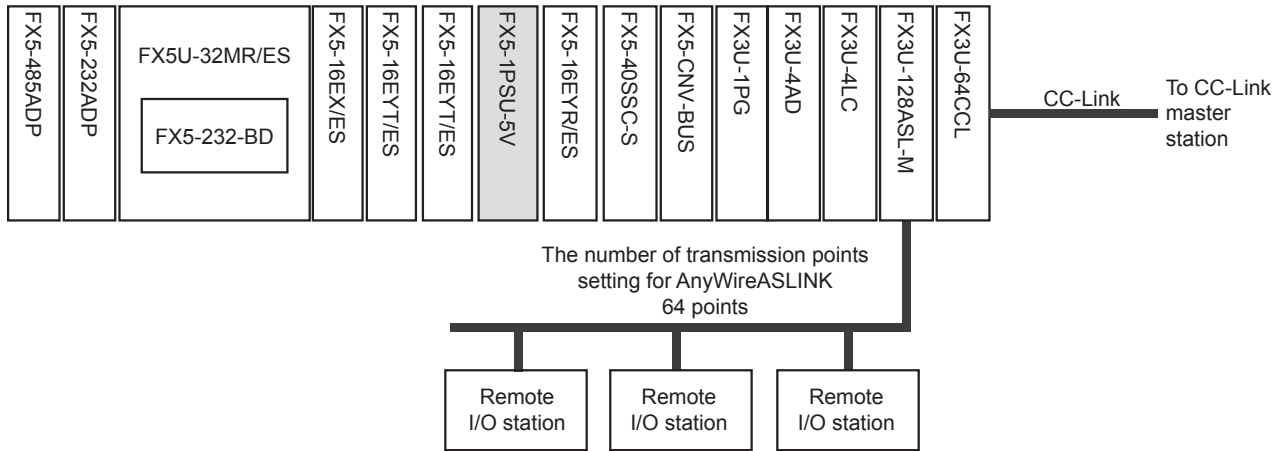 FX5-485ADP
FX5-232ADP
FX5U-32MR/ES
FX5-232-BD
FX5-16EX/ES
FX5-16EYT/ES
FX5-16EYT/ES
FX5-1PSU-5V
FX5-16EYR/ES
FX5-40SSC-S
FX5-CNV-BUS
FX3U-1PG
FX3U-4AD
FX3U-4LC
FX3U-128ASL-M
FX3U-64CCL
CC-Link
To CC-Link
master
station
The number of transmission points
setting for AnyWireASLINK
64 points
Remote
I/O station
Remote
I/O station
Remote
I/O station